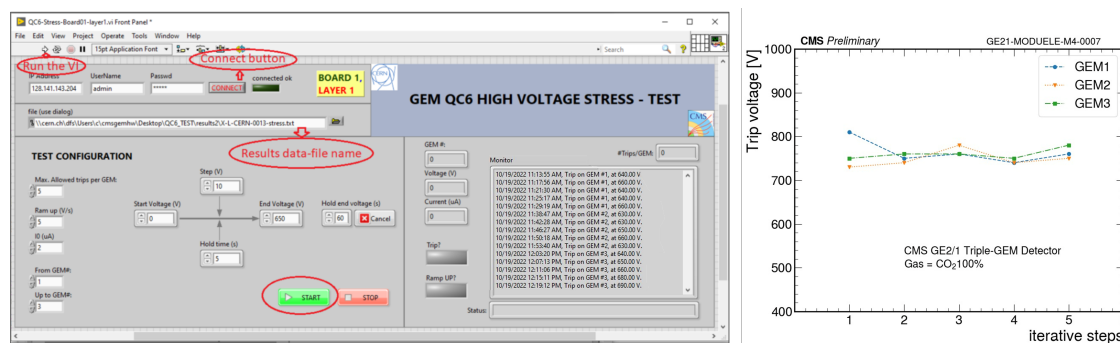 QC6-Stress-Board01-layer1.vi Front Panel *
File Edit View Project Operate Tools Window Help
15pt Application Font
Search
Run the VI
Connect button
IP Address
UserName
Passwd
connected ok
128.141.143.204
admin
*****
CONNECT!
BOARD 1,
LAYER 1
CERN
GEM QC6 HIGH VOLTAGE STRESS - TEST
CMS
File (use dialog)
\\cern.ch\dfs\Users\c\cmsgemhw\Desktop\QC6_TEST\results2\X-L-CERN-0013-stress.txt
Results data-file name
TEST CONFIGURATION
Max. Allowed trips per GEM:
5
Ram up (V/s)
5
I0 (uA)
2
From GEM#:
1
Up to GEM#:
3
Step (V)
10
Start Voltage (V)
0
End Voltage (V)
650
Hold end voltage (s)
60
Cancel
Hold time (s)
5
START
STOP
GEM #:
0
Voltage (V)
0
Current (uA)
0
Trip?
Ramp UP?
Status:
#Trips/GEM:
0
Monitor
10/19/2022 11:13:55 AM, Trip on GEM #1, at 640.00 V
10/19/2022 11:17:56 AM, Trip on GEM #1, at 660.00 V.
10/19/2022 11:21:30 AM, Trip on GEM #1, at 640.00 V.
10/19/2022 11:25:17 AM, Trip on GEM #1, at 640.00 V.
10/19/2022 11:29:19 AM, Trip on GEM #1, at 660.00 V.
10/19/2022 11:38:47 AM, Trip on GEM #2, at 630.00 V.
10/19/2022 11:42:28 AM, Trip on GEM #2, at 630.00 V.
10/19/2022 11:46:27 AM, Trip on GEM #2, at 650.00 V.
10/19/2022 11:50:18 AM, Trip on GEM #2, at 660.00 V.
10/19/2022 11:53:40 AM, Trip on GEM #2, at 630.00 V.
10/19/2022 12:03:20 PM, Trip on GEM #3, at 640.00 V.
10/19/2022 12:07:13 PM, Trip on GEM #3, at 650.00 V.
10/19/2022 12:11:06 PM, Trip on GEM #3, at 660.00 V.
10/19/2022 12:15:11 PM, Trip on GEM #3, at 680.00 V.
10/19/2022 12:19:12 PM, Trip on GEM #3, at 690.00 V.
CMS Preliminary
GE21-MODUELE-M4-0007
Trip voltage [V]
1000
900
800
700
600
500
400
GEM1
GEM2
GEM3
CMS GE2/1 Triple-GEM Detector
Gas = CO₂100%
1 2 3 4 5
iterative steps